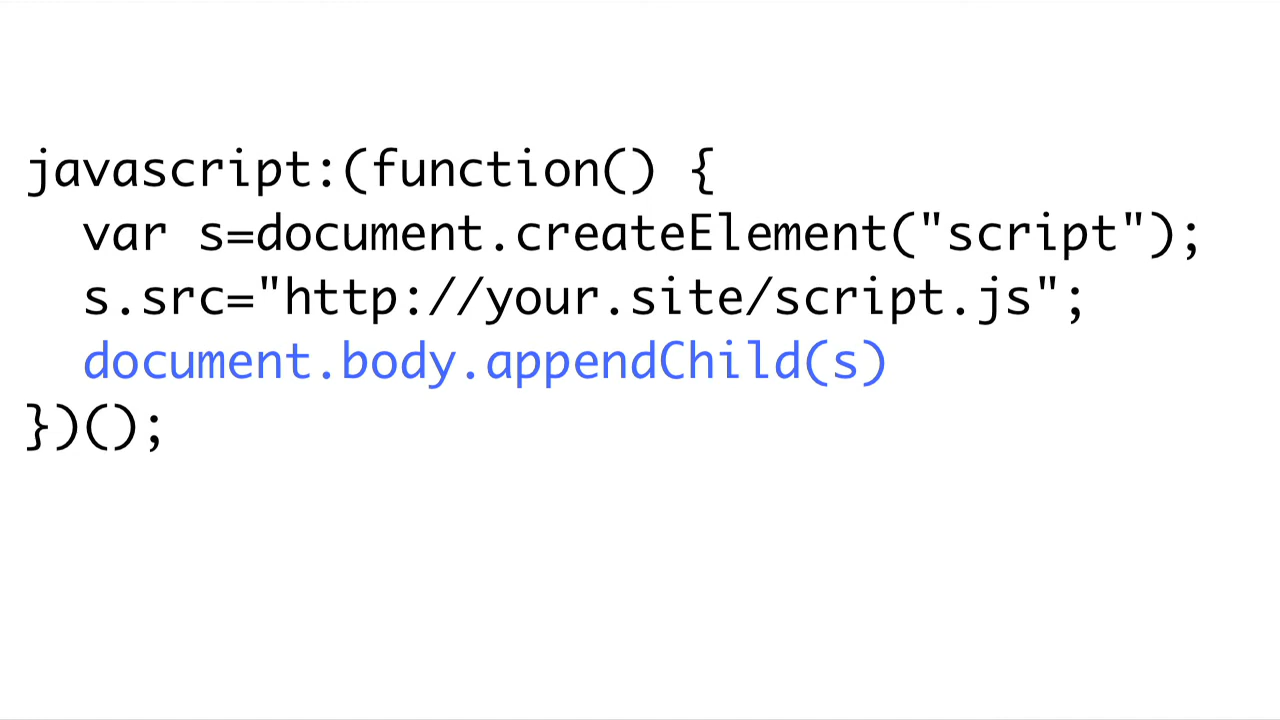 javascript:(function() {
var s=document.createElement("script");
s.src="http://your.site/script.js";
document.body.appendChild(s)
})();